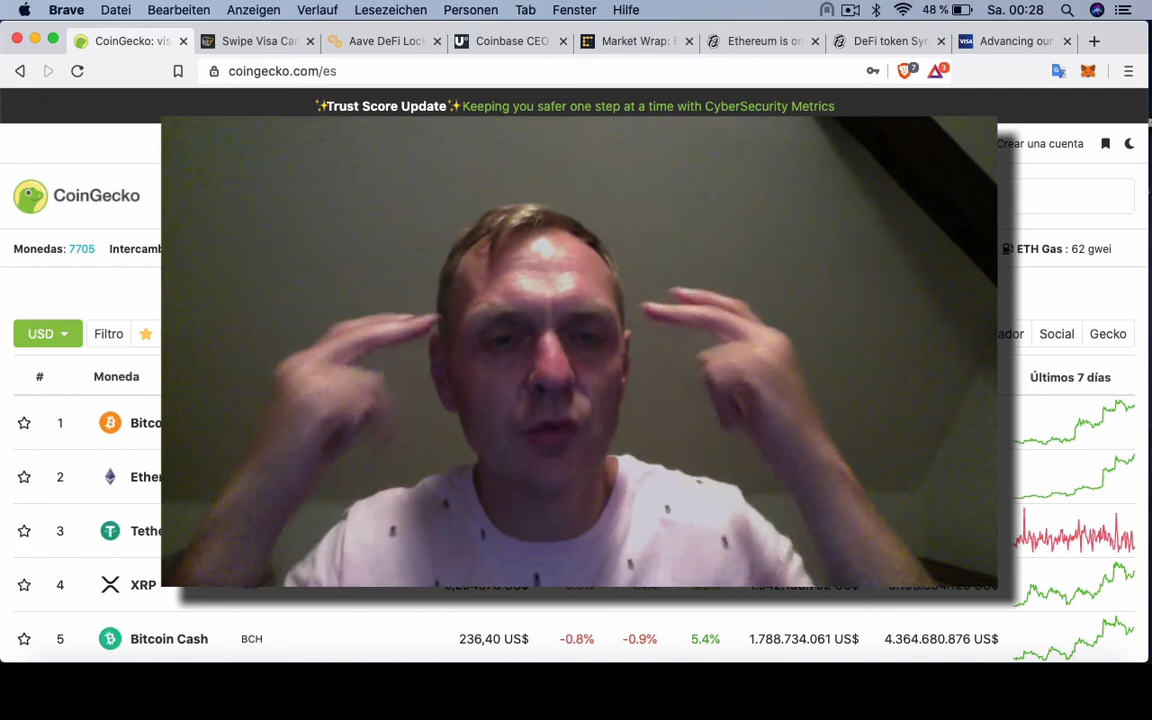 Brave Datei Bearbeiten Anzeigen Verlauf Lesezeichen Personen Tab Fenster Hilfe 48 % Sa. 00:28
CoinGecko: vis Swipe Visa Car Aave DeFi Loc Coinbase CEO Market Wrap: B Ethereum is on DeFi token Syn Advancing our
coingecko.com/es 7 3
✨Trust Score Update✨Keeping you safer one step at a time with CyberSecurity Metrics
Crear una cuenta
CoinGecko
Monedas: 7705 Intercamb ETH Gas : 62 gwei
USD Filtro ador Social Gecko
# Moneda Últimos 7 días
1 Bitco
2 Ether
3 Tethe
4 XRP
5 Bitcoin Cash BCH 236,40 US$ -0.8% -0.9% 5.4% 1.788.734.061 US$ 4.364.680.876 US$